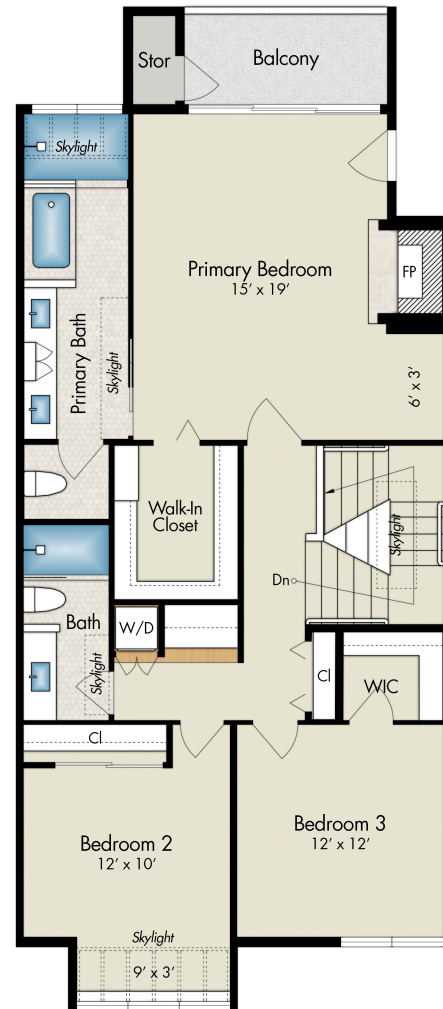 Stor
Balcony
Skylight
Primary Bedroom
15' x 19'
FP
Primary Bath
Skylight
6' x 3'
Walk-In
Closet
Skylight
Dn
W/D
Bath
Skylight
Cl
WIC
Cl
Bedroom 2
12' x 10'
Bedroom 3
12' x 12'
Skylight
9' x 3'